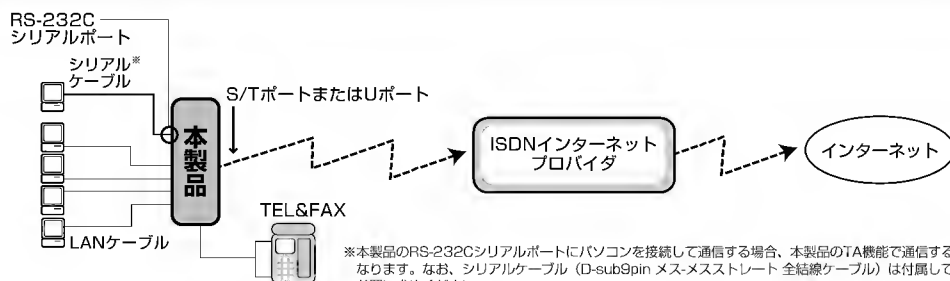 RS-232C
シリアルポート
シリアル※
ケーブル
S/TポートまたはUポート
本製品
ISDNインターネット
プロバイダ
インターネット
TEL&FAX
LANケーブル
※本製品のRS-232Cシリアルポートにパソコンを接続して通信する場合、本製品のTA機能で通信する
なります。なお、シリアルケーブル(D-sub9pin メス-メスストレート 全結線ケーブル)は付属して